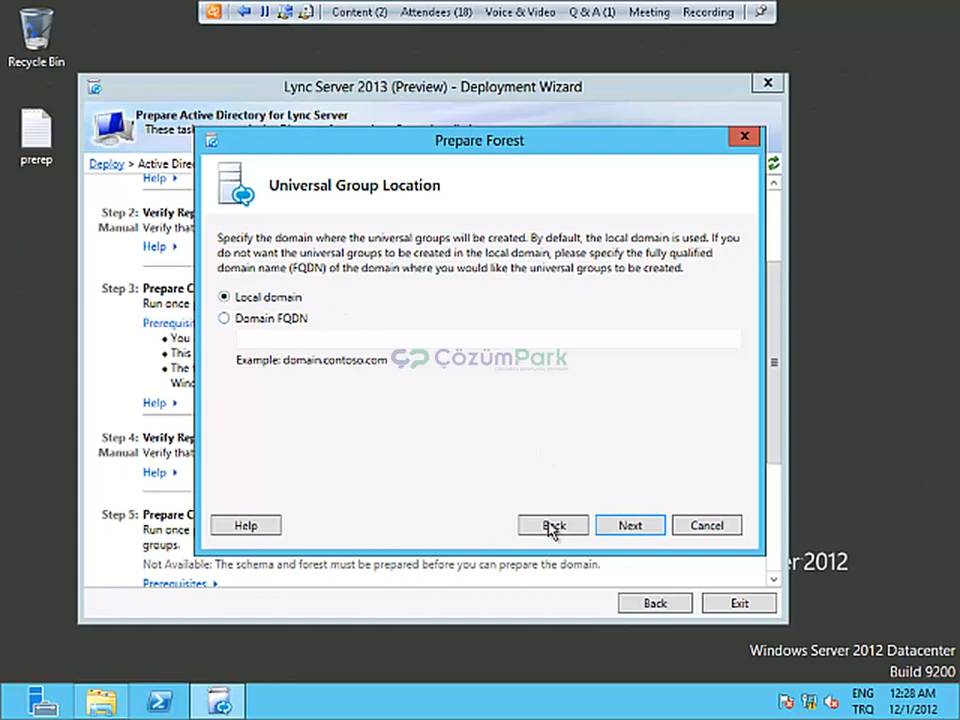 Content (2) Attendees (18) Voice & Video Q & A (1) Meeting Recording
Recycle Bin
prerep
Lync Server 2013 (Preview) - Deployment Wizard
Prepare Active Directory for Lync Server
These task
Deploy > Active Dire
Help
Step 2: Verify Rep
Manual Verify that
Help
Step 3: Prepare C
Run once
Prerequisit
• You
• This
• The f
Wind
Help
Step 4: Verify Rep
Manual Verify that
Help
Step 5: Prepare C
Run once
groups.
Not Available: The schema and forest must be prepared before you can prepare the domain.
Prerequisites
Back Exit
Prepare Forest
Universal Group Location
Specify the domain where the universal groups will be created. By default, the local domain is used. If you
do not want the universal groups to be created in the local domain, please specify the fully qualified
domain name (FQDN) of the domain where you would like the universal groups to be created.
Local domain
Domain FQDN
Example: domain.contoso.com
ÇözümPark
Help Back Next Cancel
er 2012
Windows Server 2012 Datacenter
Build 9200
ENG 12:28 AM
TRQ 12/1/2012